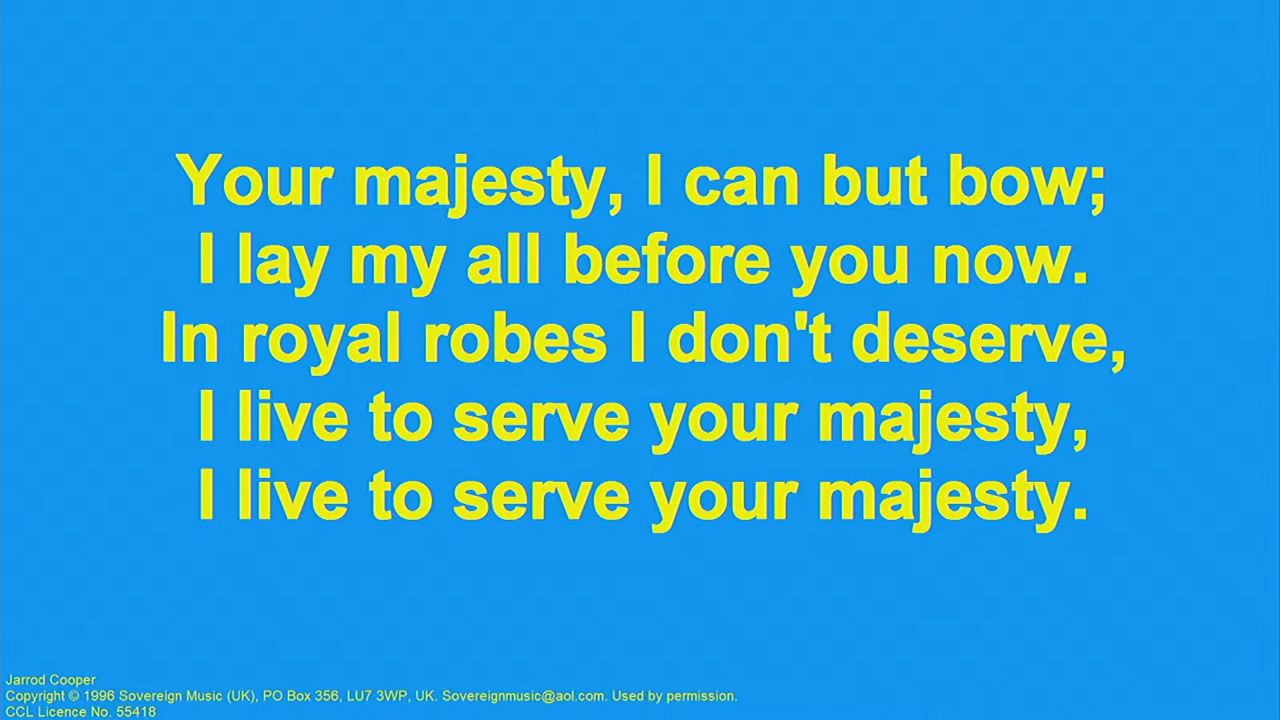 Your majesty, I can but bow;
I lay my all before you now.
In royal robes I don't deserve,
I live to serve your majesty,
I live to serve your majesty.
Jarrod Cooper
Copyright © 1996 Sovereign Music (UK), PO Box 356, LU7 3WP, UK. Sovereignmusic@aol.com. Used by permission.
CCL Licence No. 55418